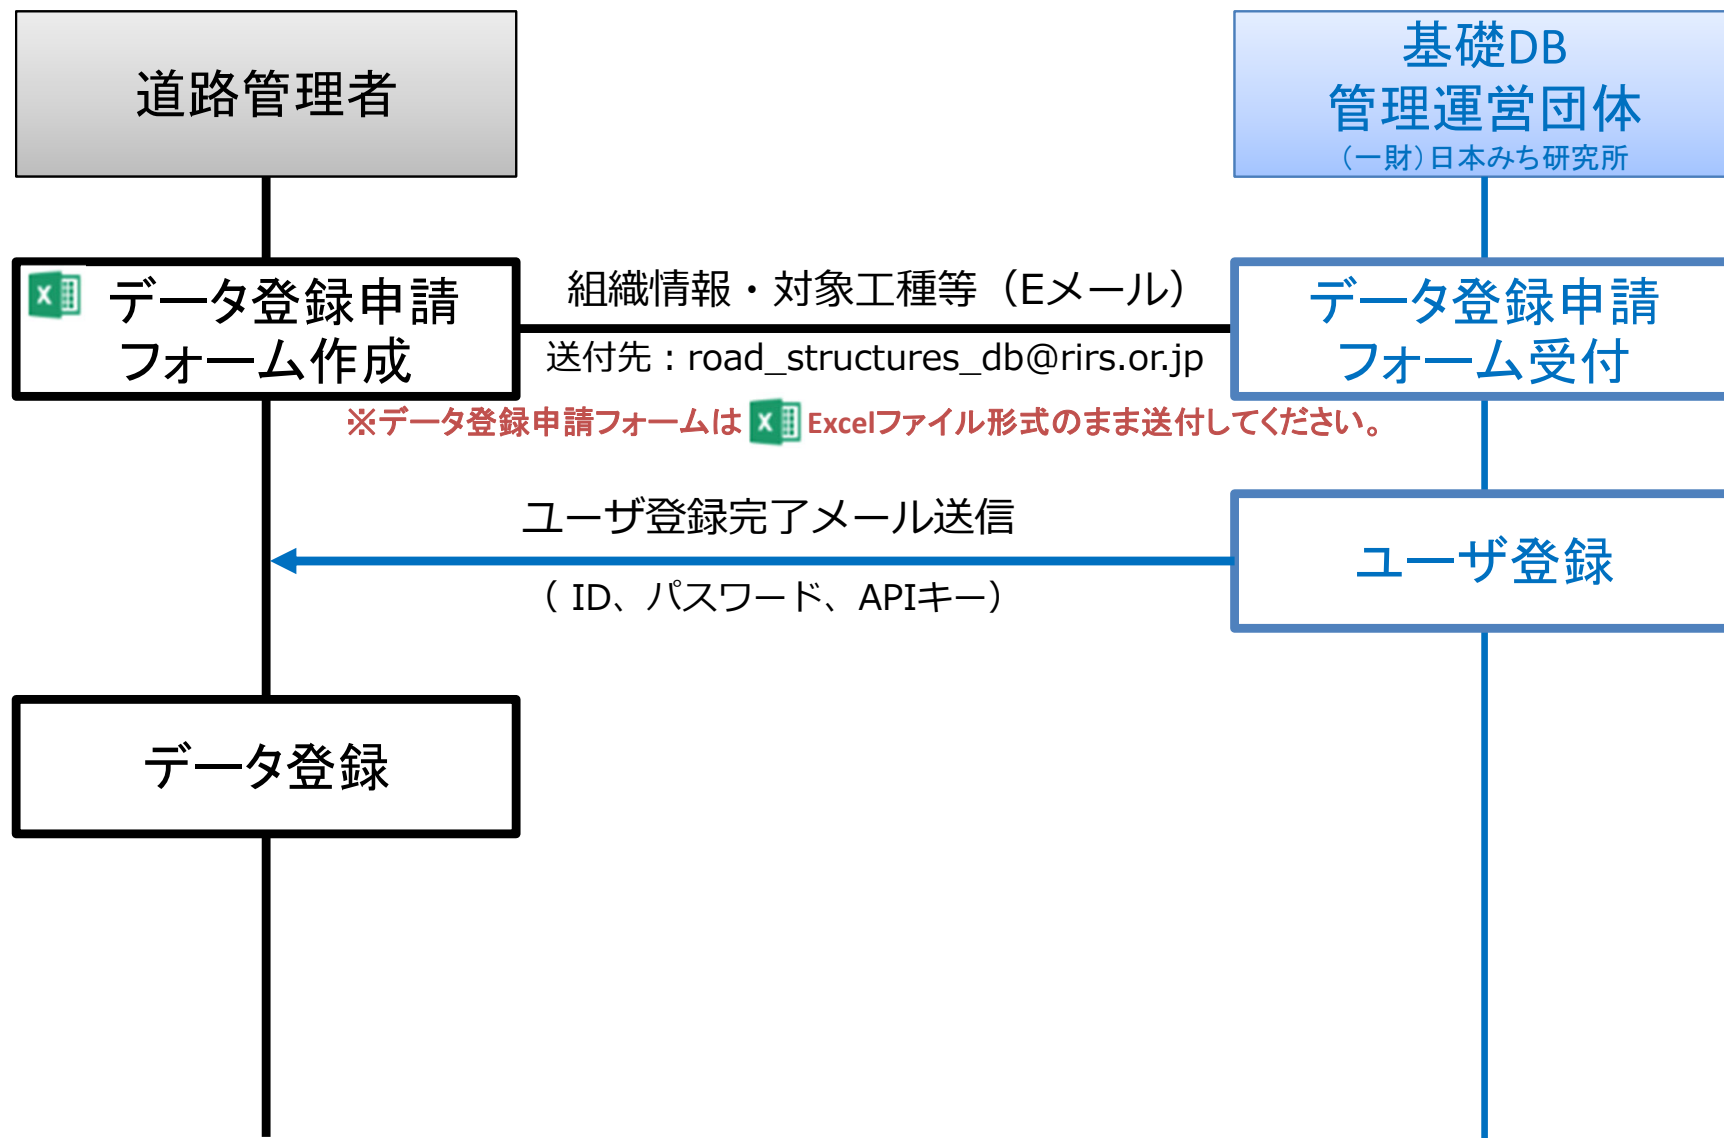 道路管理者
基礎DB
管理運営団体
（一財）日本みち研究所
データ登録申請
フォーム作成
組織情報・対象工種等（Eメール）
送付先：road_structures_db@rirs.or.jp
データ登録申請
フォーム受付
※データ登録申請フォームは Excelファイル形式のまま送付してください。
ユーザ登録完了メール送信
（ ID、パスワード、APIキー）
ユーザ登録
データ登録